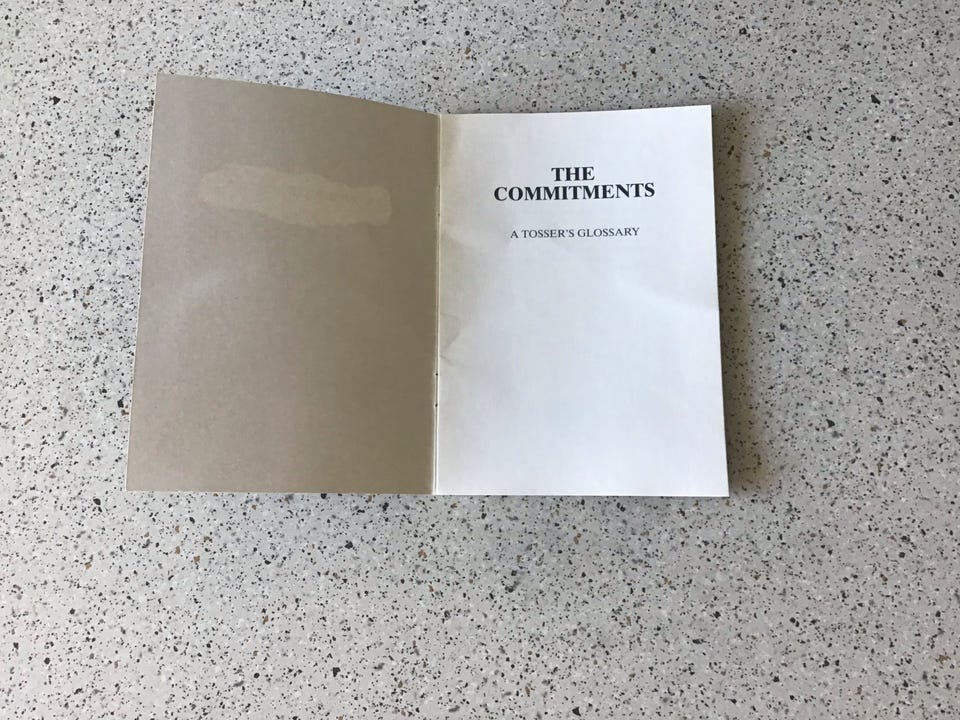 THE
COMMITMENTS
A TOSSER'S GLOSSARY